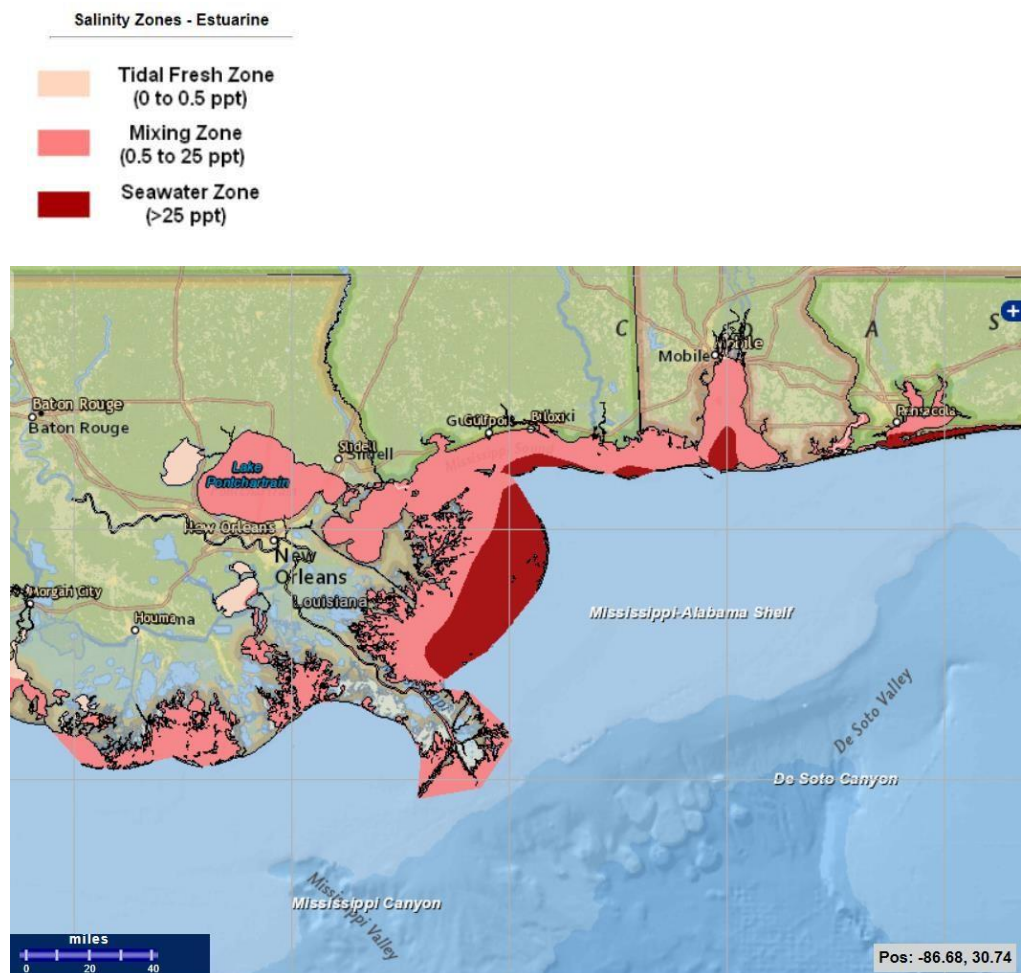 Salinity Zones - Estuarine
Tidal Fresh Zone
(0 to 0.5 ppt)
Mixing Zone
(0.5 to 25 ppt)
Seawater Zone
(>25 ppt)
C
A
S
Mobile
Baton Rouge
Baton Rouge
Gulfport
Biloxi
Pensacola
Slidell
Slidell
Lake
Pontchartrain
New Orleans
New
Orleans
Louisiana
Morgan City
Houma
Mississippi-Alabama Shelf
De Soto Valley
De Soto Canyon
Mississippi Canyon
Mississippi Valley
miles
0 20 40
Pos: -86.68, 30.74